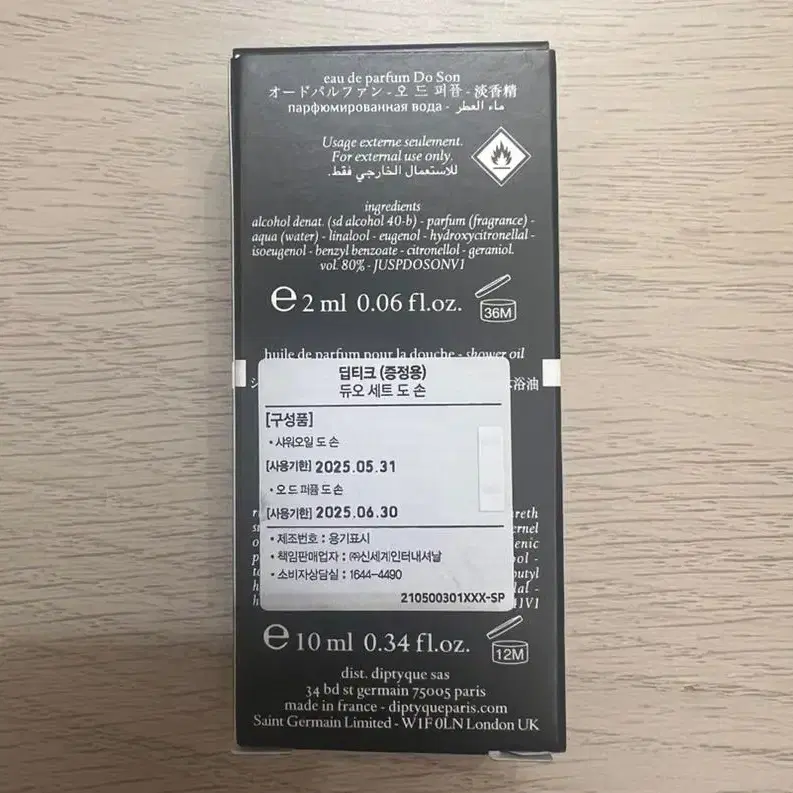 eau de parfum Do Son
オードパルファン - 오 드 퍼퓸 - 淡香精
парфюмированная вода - ماء العطر
Usage externe seulement.
For external use only.
للاستعمال الخارجي فقط.
ingredients
alcohol denat. (sd alcohol 40-b) - parfum (fragrance) -
aqua (water) - linalool - eugenol - hydroxycitronellal -
isoeugenol - benzyl benzoate - citronellol - geraniol.
vol. 80% - JUSPDOSONV1
e 2 ml 0.06 fl.oz.
36M
huile de parfum pour la douche - shower oil
浴油
딥티크 (증정용)
듀오 세트 도 손
[구성품]
• 샤워오일 도 손
[사용기한] 2025.05.31
• 오 드 퍼퓸 도 손
[사용기한] 2025.06.30
• 제조번호 : 용기표시
• 책임판매업자 : ㈜신세계인터내셔날
• 소비자상담실 : 1644-4490
210500301XXX-SP
e 10 ml 0.34 fl.oz.
12M
dist. diptyque sas
34 bd st germain 75005 paris
made in france - diptyqueparis.com
Saint Germain Limited - W1F 0LN London UK